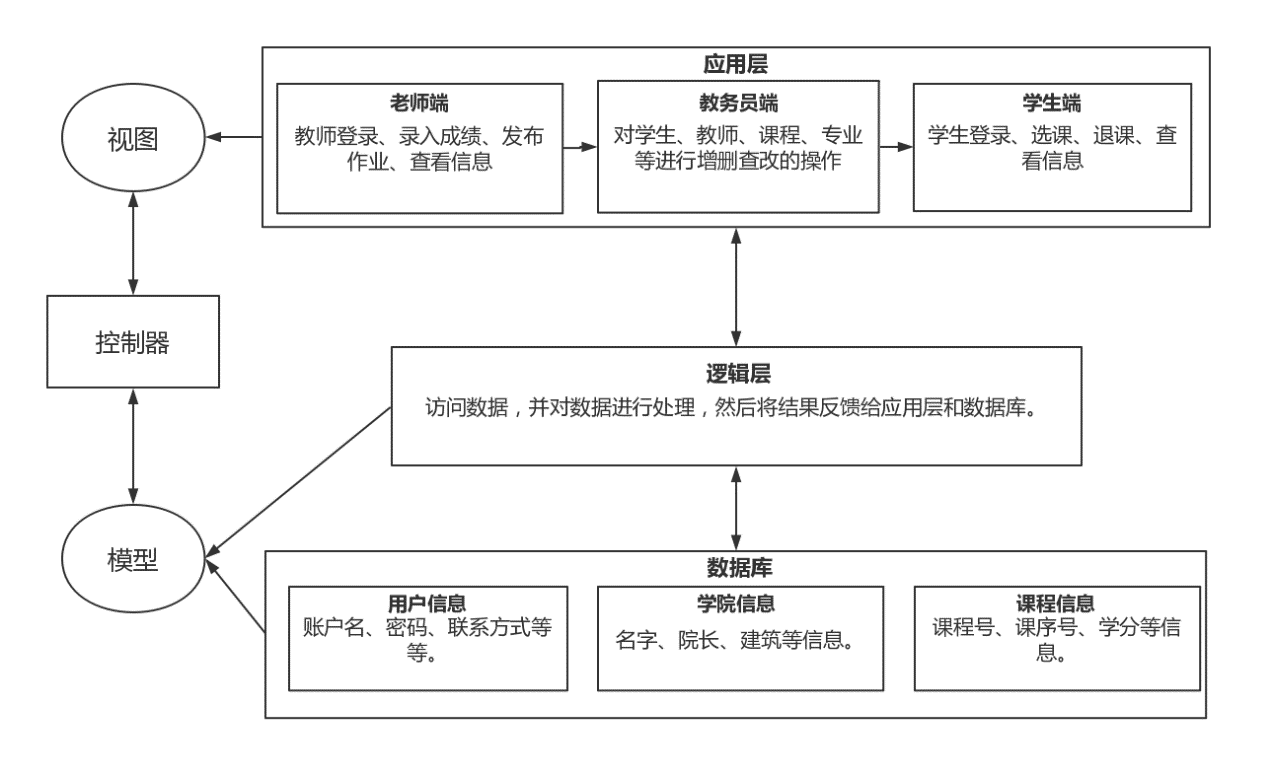 应用层
老师端
教师登录、录入成绩、发布
作业、查看信息
教务员端
对学生、教师、课程、专业
等进行增删查改的操作
学生端
学生登录、选课、退课、查
看信息
视图
控制器
逻辑层
访问数据，并对数据进行处理，然后将结果反馈给应用层和数据库。
模型
数据库
用户信息
账户名、密码、联系方式等
等。
学院信息
名字、院长、建筑等信息。
课程信息
课程号、课序号、学分等信
息。